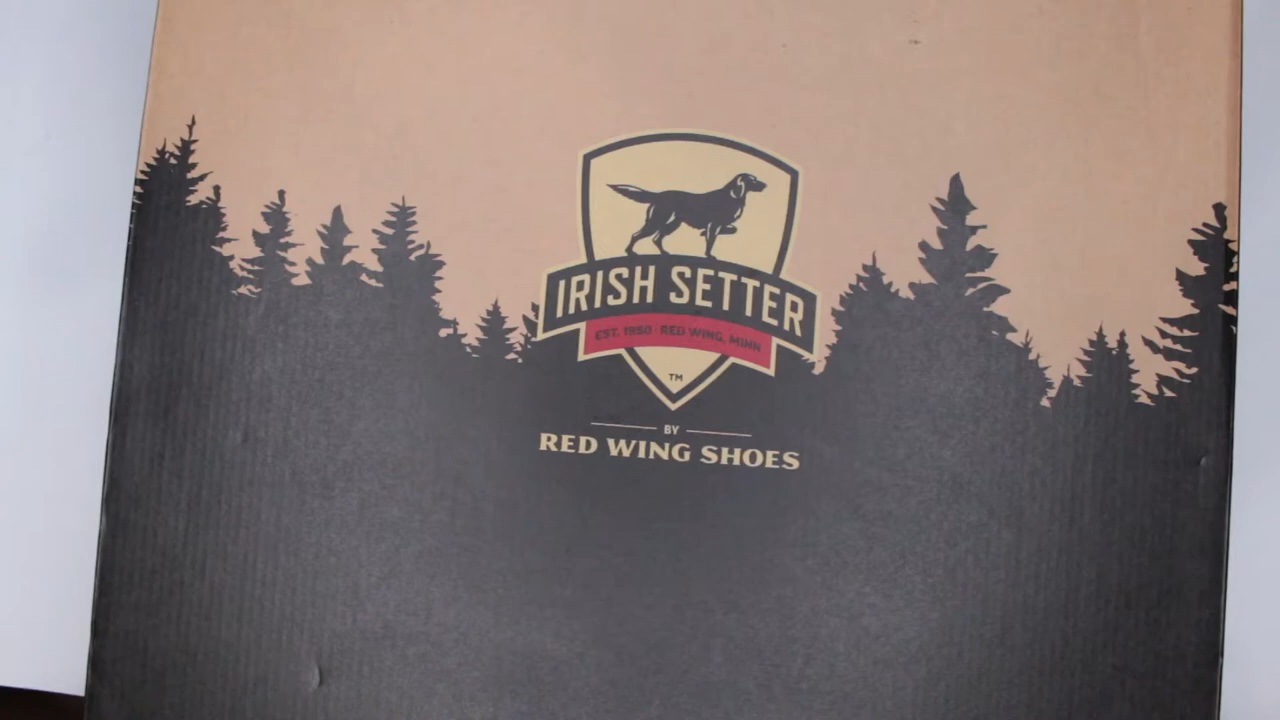 IRISH SETTER
EST. 1950 · RED WING, MINN
TM
BY
RED WING SHOES